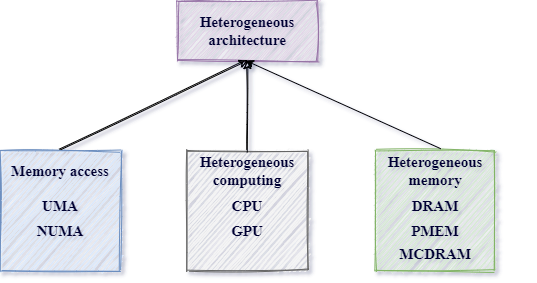 Heterogeneous
architecture
Memory access
UMA
NUMA
Heterogeneous
computing
CPU
GPU
Heterogeneous
memory
DRAM
PMEM
MCDRAM